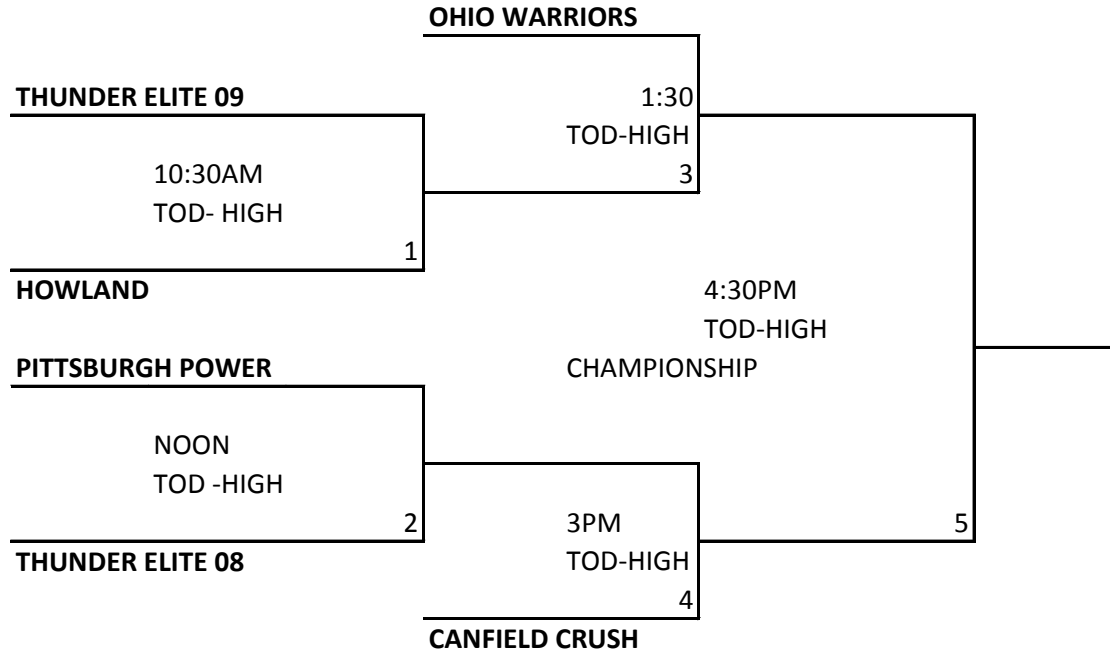 OHIO WARRIORS
THUNDER ELITE 09
1:30
TOD-HIGH
10:30AM
3
TOD- HIGH
1
HOWLAND
4:30PM
TOD-HIGH
PITTSBURGH POWER
CHAMPIONSHIP
NOON
TOD -HIGH
2
3PM
5
THUNDER ELITE 08
TOD-HIGH
4
CANFIELD CRUSH